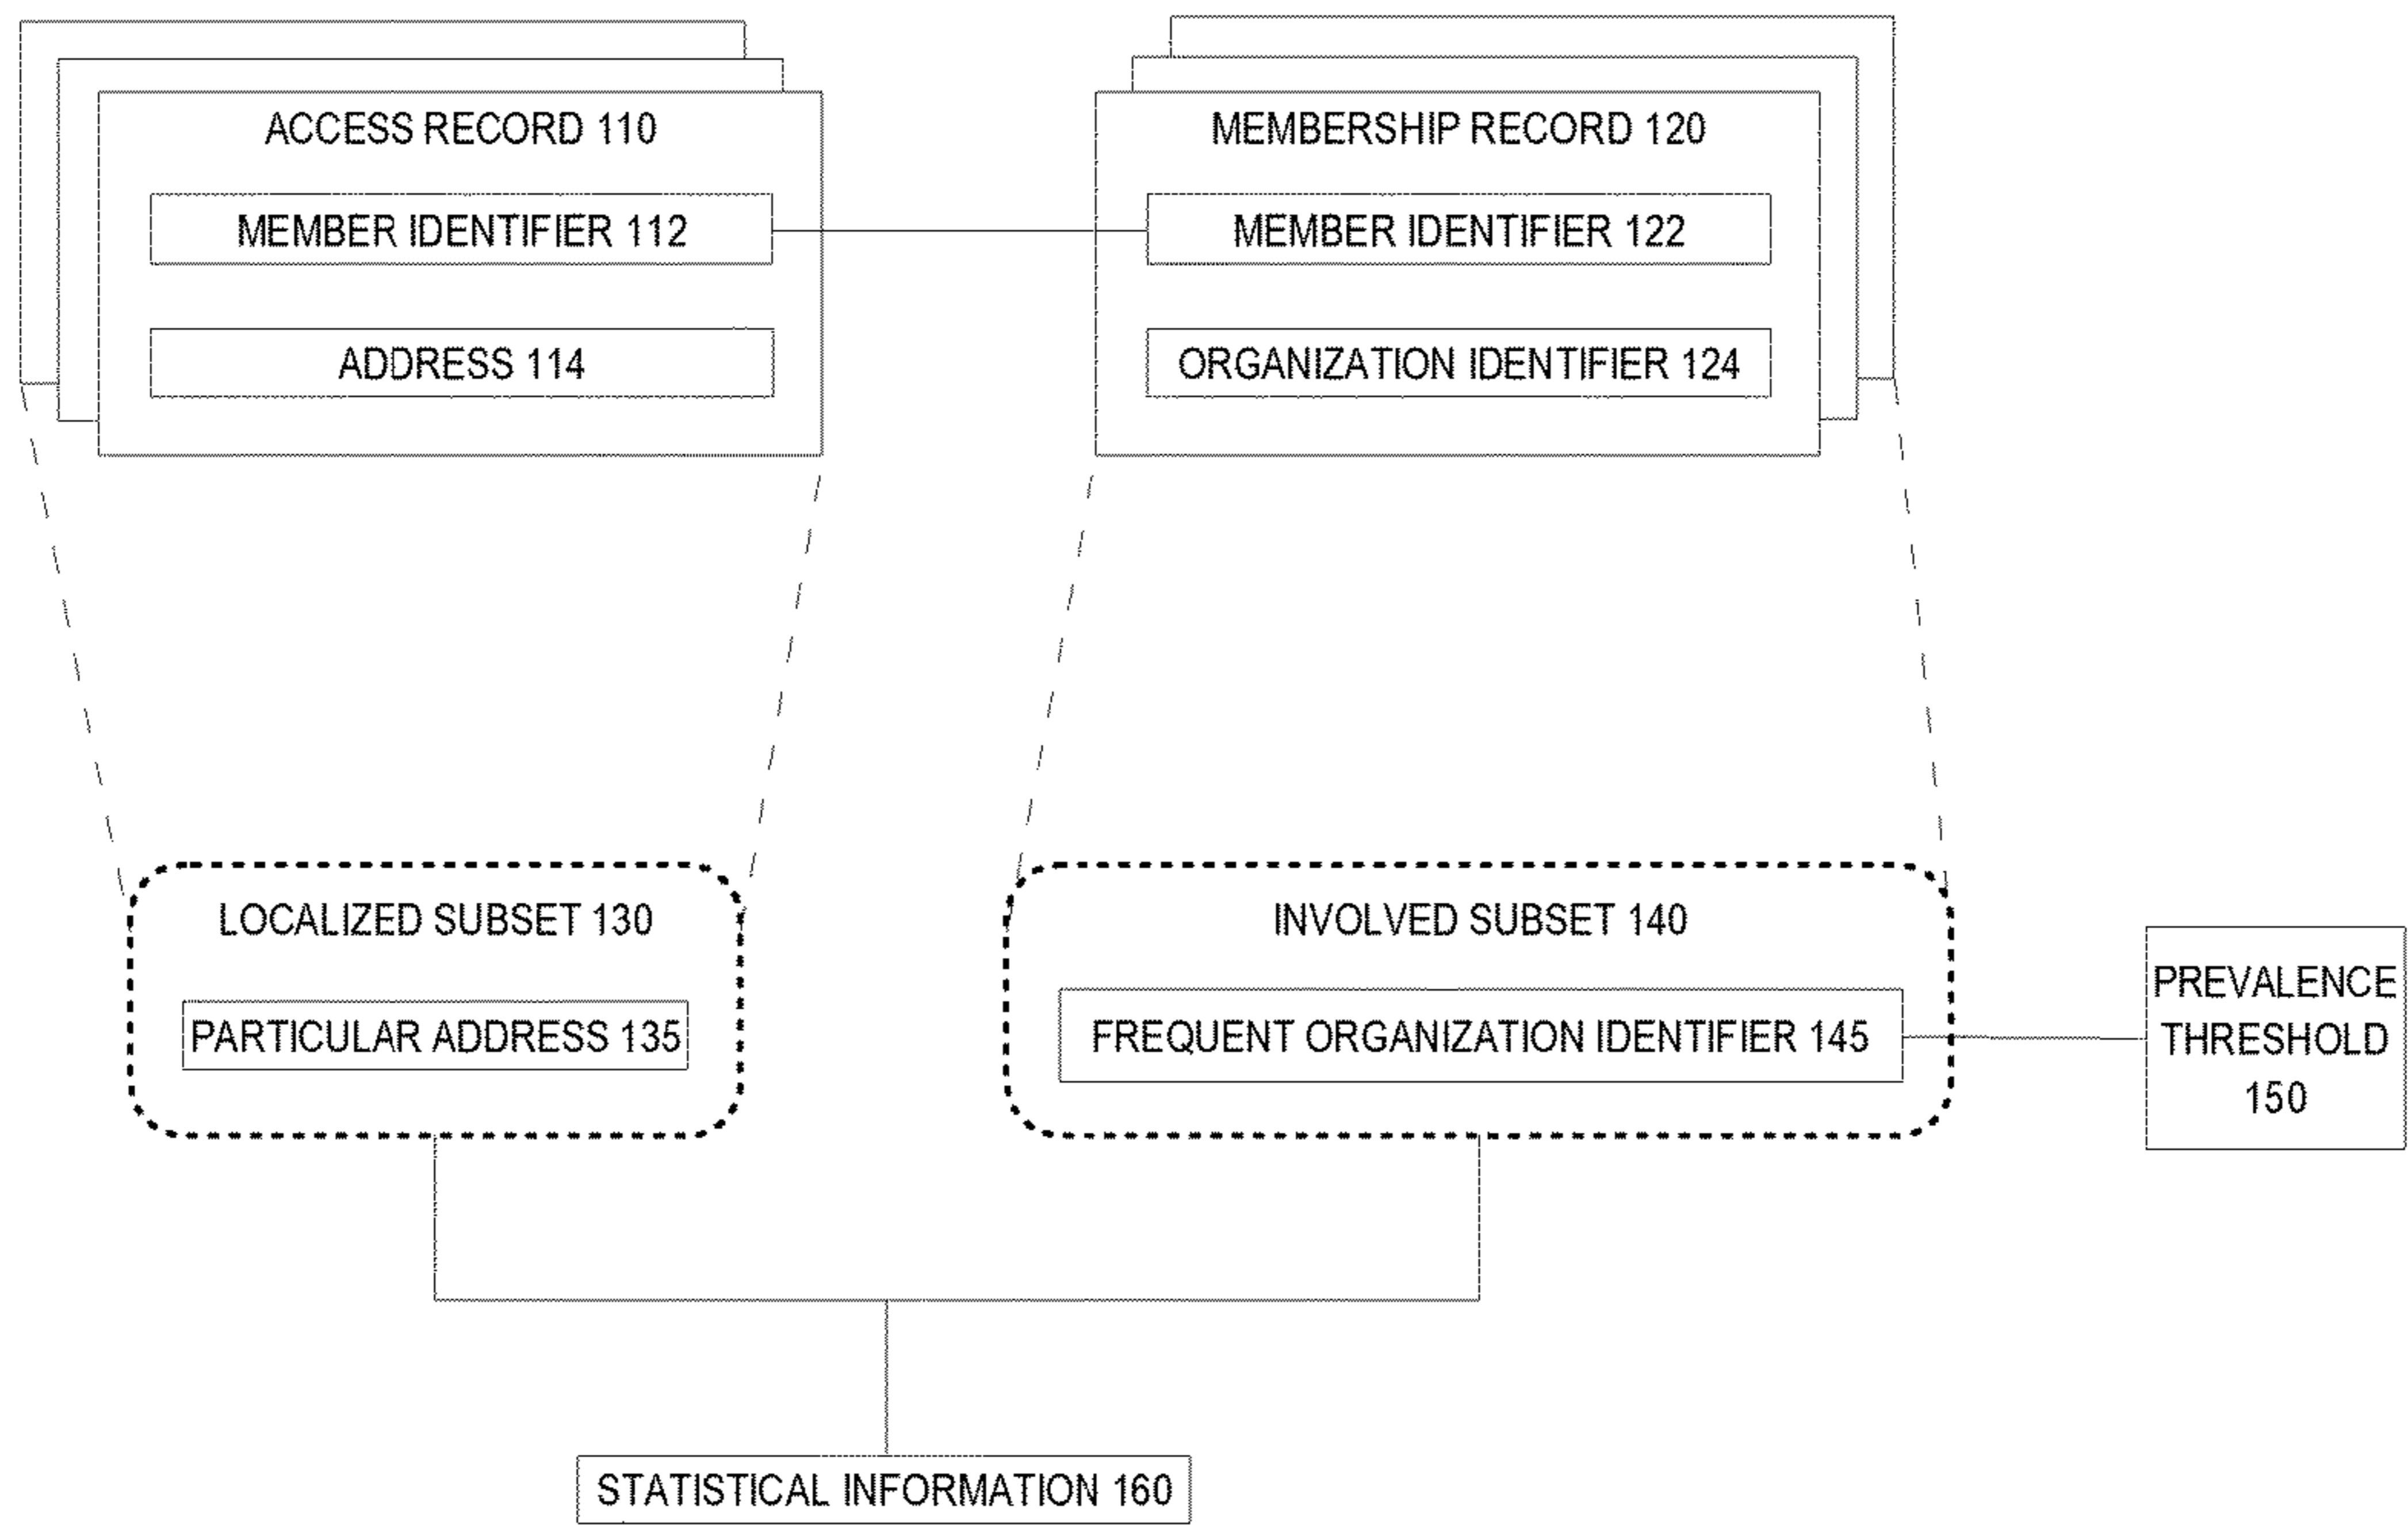 ACCESS RECORD 110
MEMBER IDENTIFIER 112
ADDRESS 114
MEMBERSHIP RECORD 120
MEMBER IDENTIFIER 122
ORGANIZATION IDENTIFIER 124
LOCALIZED SUBSET 130
PARTICULAR ADDRESS 135
INVOLVED SUBSET 140
FREQUENT ORGANIZATION IDENTIFIER 145
PREVALENCE
THRESHOLD
150
STATISTICAL INFORMATION 160